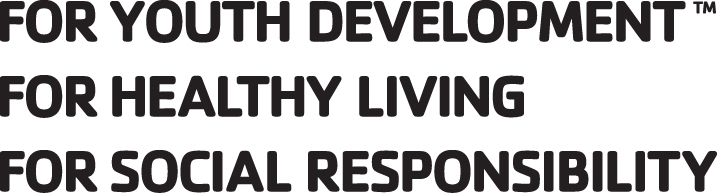 FOR YOUTH DEVELOPMENT™
FOR HEALTHY LIVING
FOR SOCIAL RESPONSIBILITY